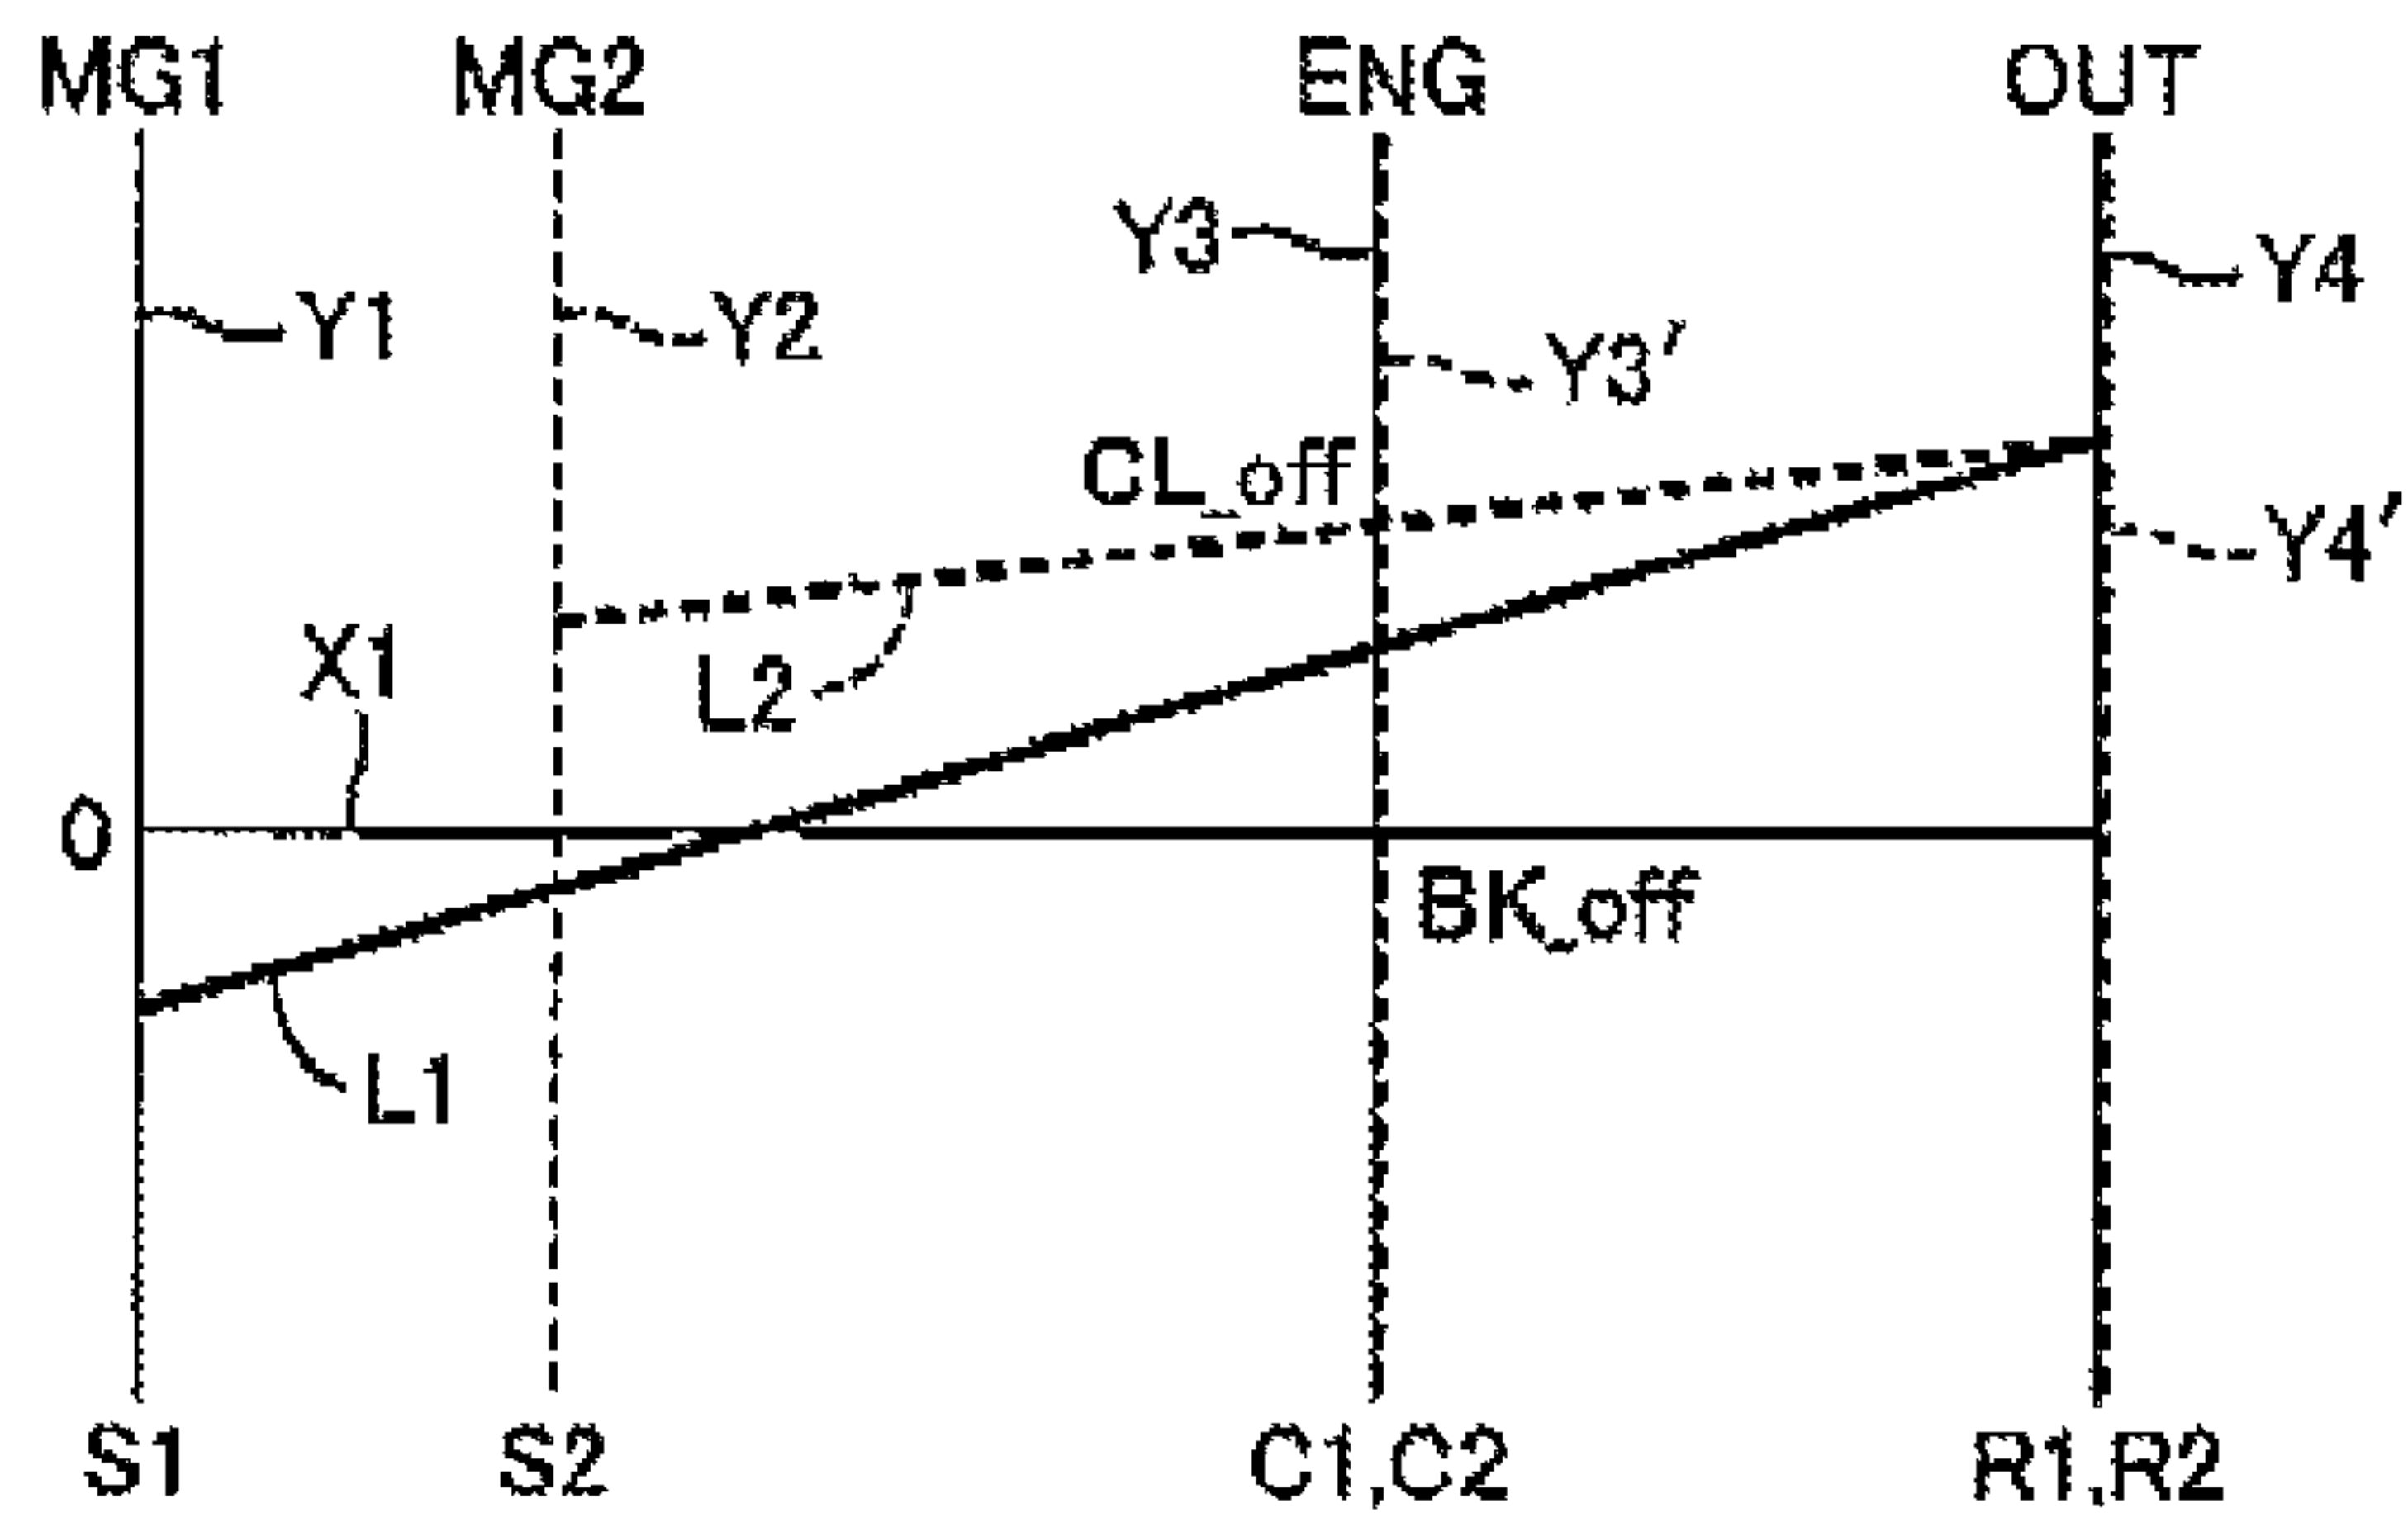 MG1 MG2 ENG OUT
Y3 Y4
Y1 Y2 Y3′
CL_off
Y4′
X1 L2
0
BK_off
L1
S1 S2 C1,C2 R1,R2